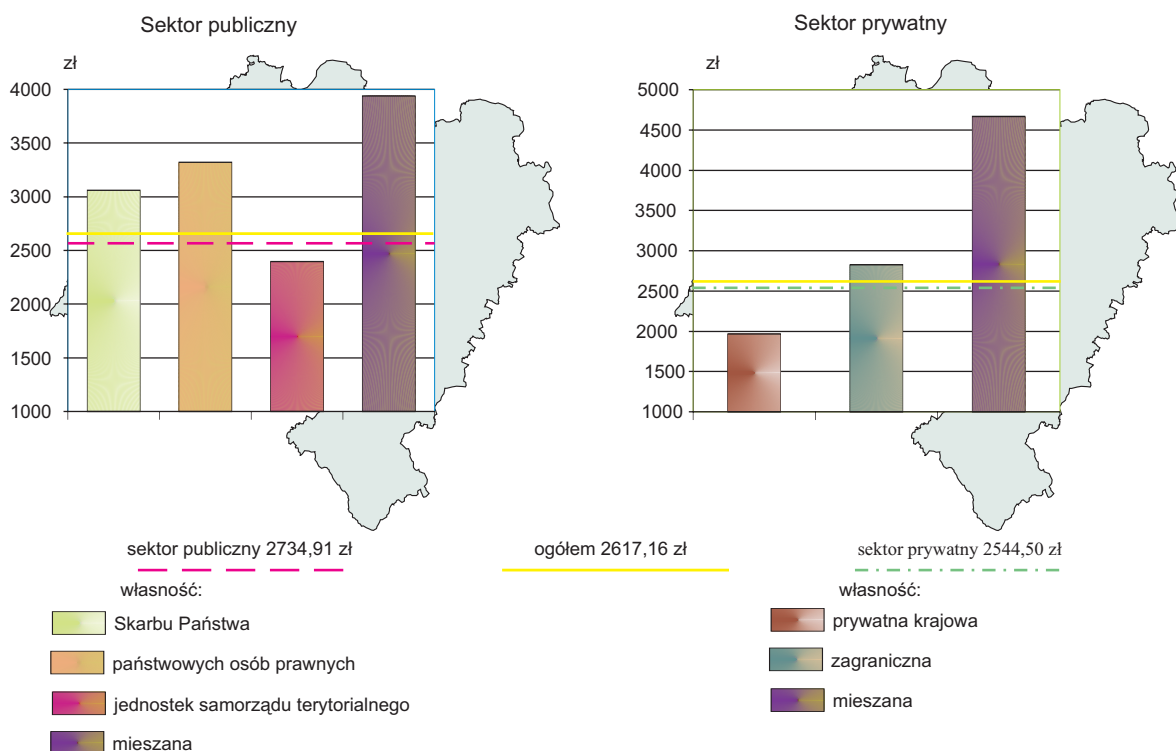 Sektor publiczny
zł
4000
3500
3000
2500
2000
1500
1000
Sektor prywatny
zł
5000
4500
4000
3500
3000
2500
2000
1500
1000
sektor publiczny 2734,91 zł
ogółem 2617,16 zł
sektor prywatny 2544,50 zł
własność:
Skarbu Państwa
państwowych osób prawnych
jednostek samorządu terytorialnego
mieszana
własność:
prywatna krajowa
zagraniczna
mieszana